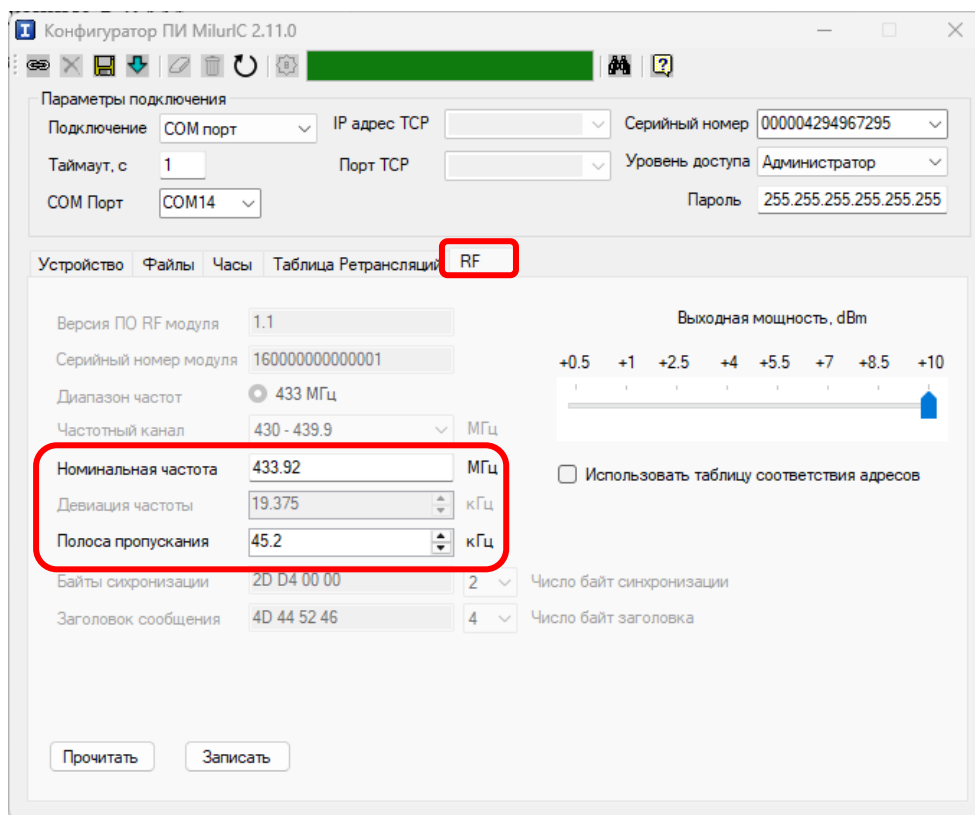 Конфигуратор ПИ MilurIC 2.11.0
Параметры подключения
Подключение COM порт IP адрес TCP Серийный номер 000004294967295
Таймаут, с 1 Порт TCP Уровень доступа Администратор
COM Порт COM14 Пароль 255.255.255.255.255.255
Устройство Файлы Часы Таблица Ретрансляций RF
Версия ПО RF модуля 1.1 Выходная мощность, dBm
Серийный номер модуля 160000000000001 +0.5 +1 +2.5 +4 +5.5 +7 +8.5 +10
Диапазон частот 433 МГц
Частотный канал 430 - 439.9 МГц
Номинальная частота 433.92 МГц Использовать таблицу соответствия адресов
Девиация частоты 19.375 кГц
Полоса пропускания 45.2 кГц
Байты сихронизации 2D D4 00 00 2 Число байт синхронизации
Заголовок сообщения 4D 44 52 46 4 Число байт заголовка
Прочитать Записать